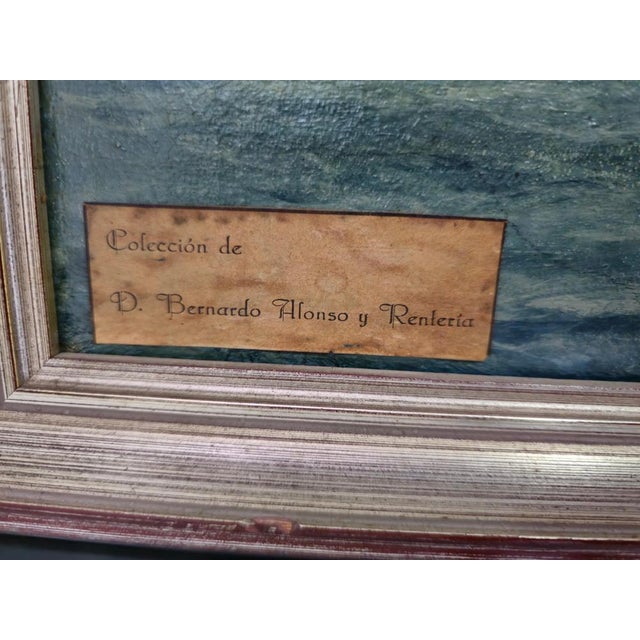 Colección de
D. Bernardo Alonso y Rentería